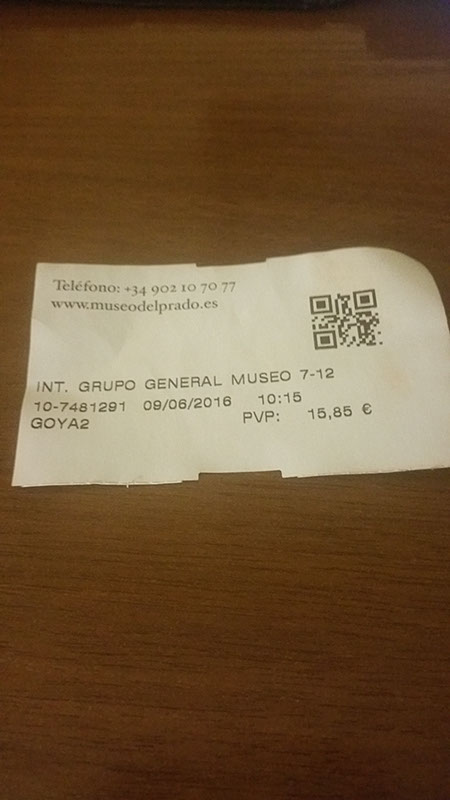 Teléfono: +34 902 10 70 77
www.museodelprado.es
INT. GRUPO GENERAL MUSEO 7-12
10-7481291 09/06/2016 10:15
GOYA2 PVP: 15,85 €